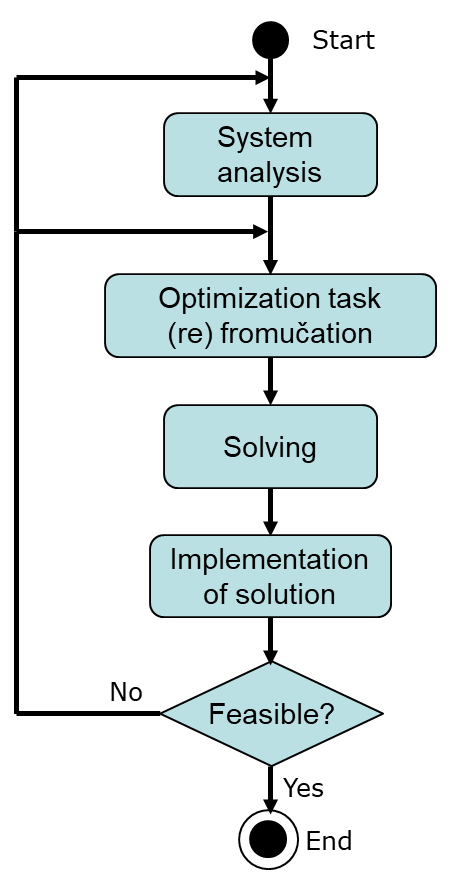 Start
System
analysis
Optimization task
(re) fromučation
Solving
Implementation
of solution
No
Feasible?
Yes
End